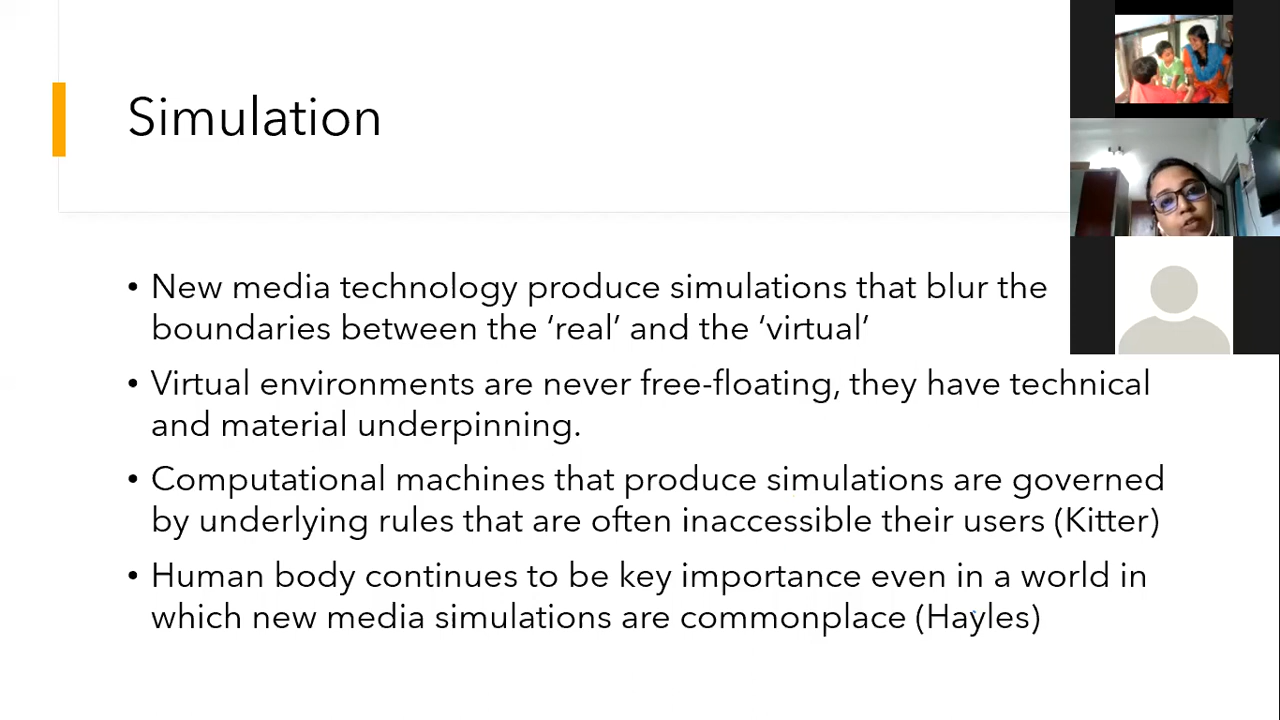 Simulation
• New media technology produce simulations that blur the
boundaries between the ‘real’ and the ‘virtual’
• Virtual environments are never free-floating, they have technical
and material underpinning.
• Computational machines that produce simulations are governed
by underlying rules that are often inaccessible their users (Kitter)
• Human body continues to be key importance even in a world in
which new media simulations are commonplace (Hayles)